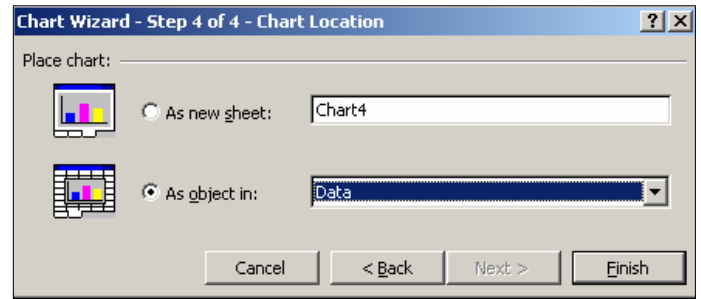 Chart Wizard - Step 4 of 4 - Chart Location
Place chart:
As new sheet: Chart4
As object in: Data
Cancel < Back Next > Finish